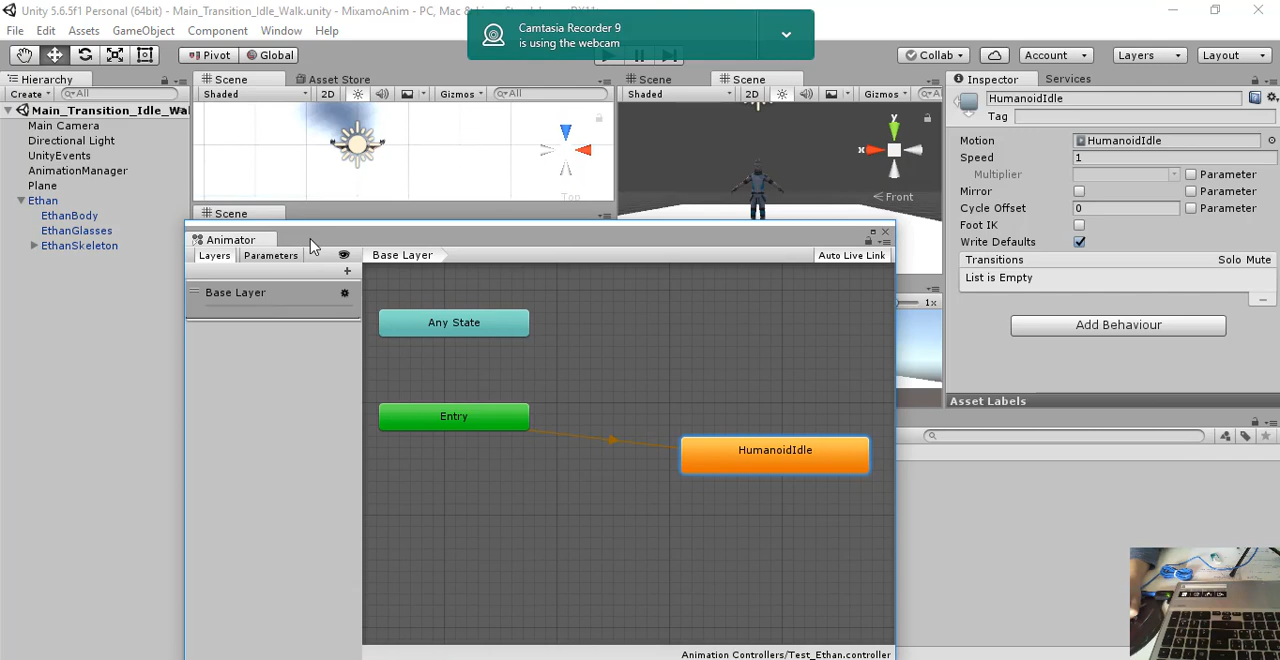 Unity 5.6.5f1 Personal (64bit) - Main_Transition_Idle_Walk.unity - MixamoAnim - PC, Mac &
File Edit Assets GameObject Component Window Help
Camtasia Recorder 9
is using the webcam
Pivot Global
Collab Account Layers Layout
Hierarchy
Scene Asset Store
Scene Scene
Inspector Services
Create All
Shaded 2D Gizmos All
Shaded 2D Gizmos All
HumanoidIdle
Tag
Main_Transition_Idle_Wa
Main Camera
Directional Light
UnityEvents
AnimationManager
Plane
Ethan
EthanBody
EthanGlasses
EthanSkeleton
Top
y
x
Front
Scene
Motion HumanoidIdle
Speed 1
Multiplier Parameter
Mirror Parameter
Cycle Offset 0 Parameter
Foot IK
Write Defaults
Transitions Solo Mute
List is Empty
Add Behaviour
Asset Labels
1x
Animator
Layers Parameters
Base Layer Auto Live Link
Base Layer
Any State
Entry
HumanoidIdle
Animation Controllers/Test_Ethan.controller